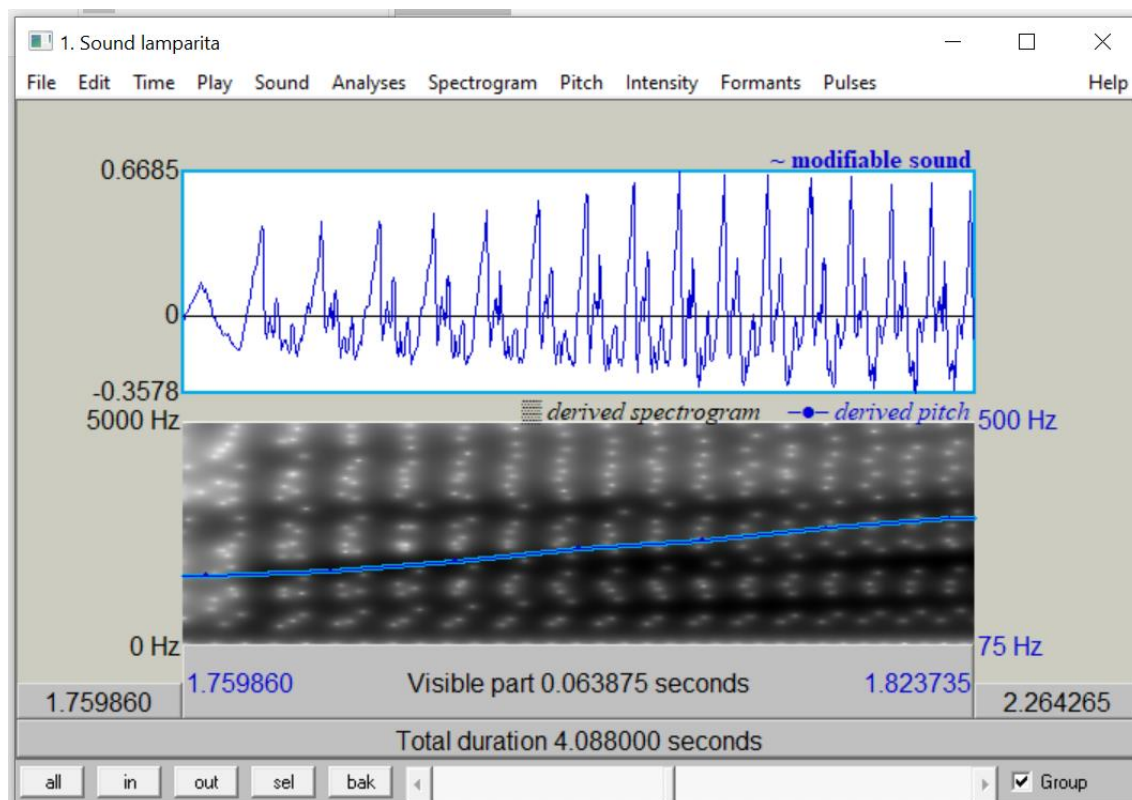 1. Sound lamparita
File Edit Time Play Sound Analyses Spectrogram Pitch Intensity Formants Pulses Help
~ modifiable sound
0.6685
0
-0.3578
derived spectrogram derived pitch
5000 Hz 500 Hz
0 Hz 75 Hz
1.759860 Visible part 0.063875 seconds 1.823735
1.759860 2.264265
Total duration 4.088000 seconds
all in out sel bak Group